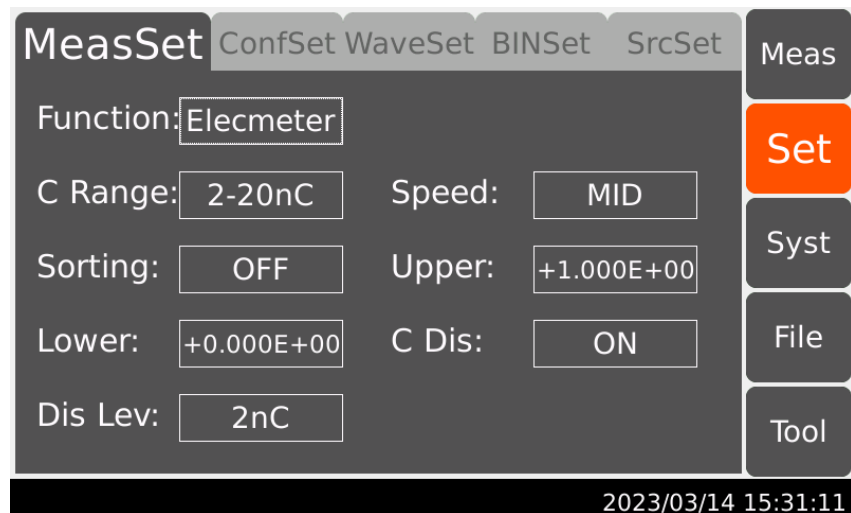 MeasSet ConfSet WaveSet BINSet SrcSet
Meas
Function: Elecmeter
Set
C Range: 2-20nC Speed: MID
Syst
Sorting: OFF Upper: +1.000E+00
Lower: +0.000E+00 C Dis: ON
File
Dis Lev: 2nC
Tool
2023/03/14 15:31:11